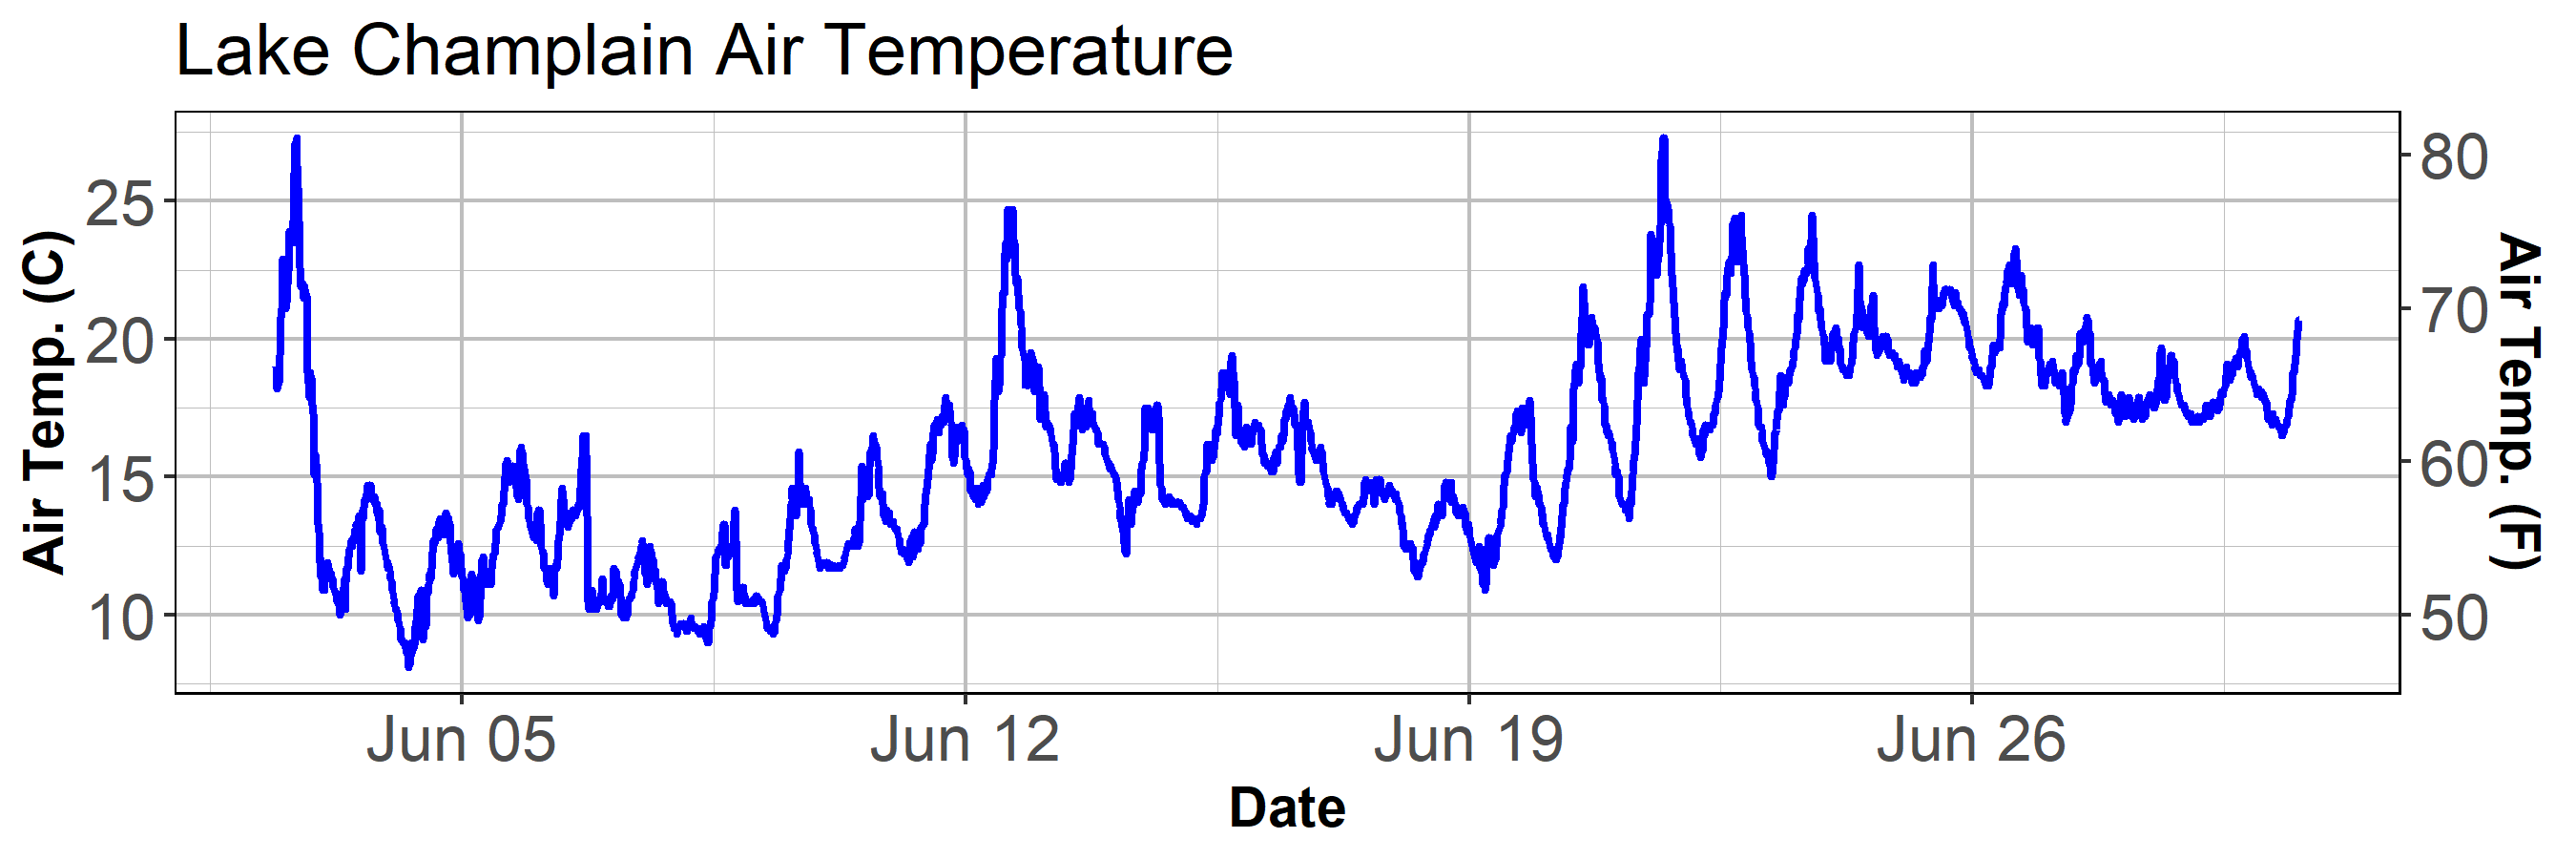 Lake Champlain Air Temperature
Air Temp. (C)
25
20
15
10
80
70
60
50
Air Temp. (F)
Jun 05 Jun 12 Jun 19 Jun 26
Date